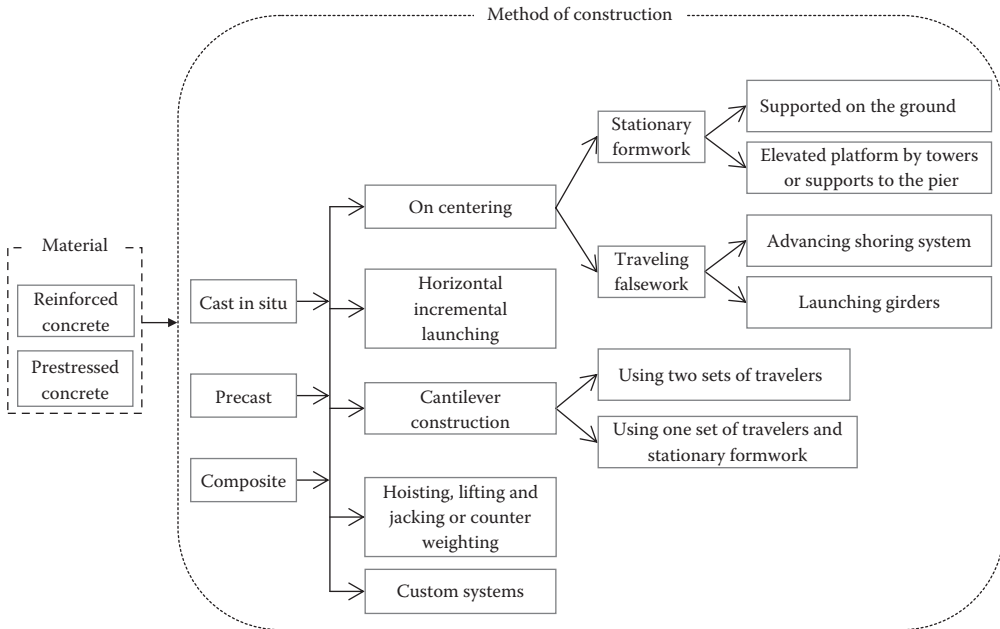 Method of construction
Material
Reinforced
concrete
Prestressed
concrete
Cast in situ
Precast
Composite
On centering
Horizontal
incremental
launching
Cantilever
construction
Hoisting, lifting and
jacking or counter
weighting
Custom systems
Stationary
formwork
Traveling
falsework
Using two sets of travelers
Using one set of travelers and
stationary formwork
Supported on the ground
Elevated platform by towers
or supports to the pier
Advancing shoring system
Launching girders